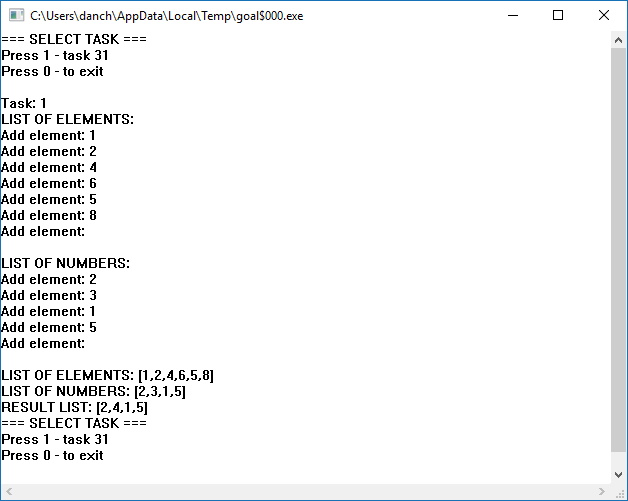 C:\Users\danch\AppData\Local\Temp\goal$000.exe
=== SELECT TASK ===
Press 1 - task 31
Press 0 - to exit
Task: 1
LIST OF ELEMENTS:
Add element: 1
Add element: 2
Add element: 4
Add element: 6
Add element: 5
Add element: 8
Add element:
LIST OF NUMBERS:
Add element: 2
Add element: 3
Add element: 1
Add element: 5
Add element:
LIST OF ELEMENTS: [1,2,4,6,5,8]
LIST OF NUMBERS: [2,3,1,5]
RESULT LIST: [2,4,1,5]
=== SELECT TASK ===
Press 1 - task 31
Press 0 - to exit